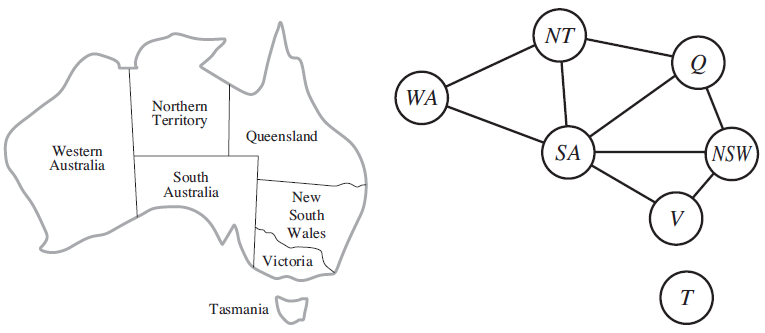 Northern
Territory
Western
Australia
Queensland
South
Australia
New
South
Wales
Victoria
Tasmania
NT
Q
WA
SA
NSW
V
T